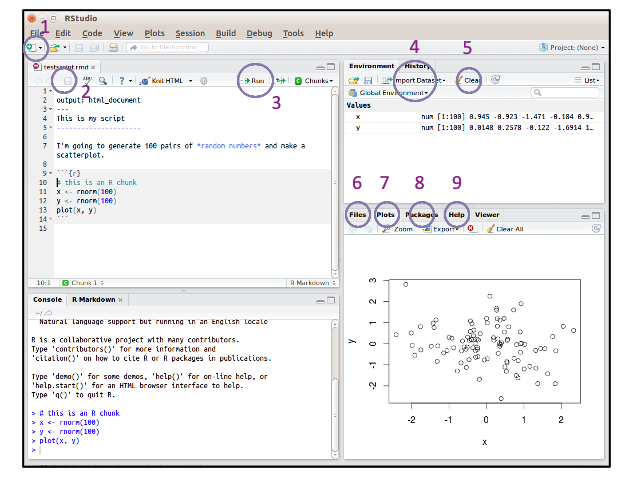 1
RStudio
File Edit Code View Plots Session Build Debug Tools Help
Go to file/function
Project: (None)
testscript.rmd ×
ABC
? Knit HTML Run Chunks
2
3
1
2 output: html_document
3 ---
4 This is my script
5 -------------------
6
7 I'm going to generate 100 pairs of *random numbers* and make a
scatterplot.
8
9 ```{r}
10 # this is an R chunk
11 x <- rnorm(100)
12 y <- rnorm(100)
13 plot(x, y)
14 ```
15
10:1 C Chunk 1 R Markdown
Console R Markdown ×
~/
Natural language support but running in an English locale
R is a collaborative project with many contributors.
Type 'contributors()' for more information and
'citation()' on how to cite R or R packages in publications.
Type 'demo()' for some demos, 'help()' for on-line help, or
'help.start()' for an HTML browser interface to help.
Type 'q()' to quit R.
> # this is an R chunk
> x <- rnorm(100)
> y <- rnorm(100)
> plot(x, y)
>
4
5
Environment History
Import Dataset Clear List
Global Environment
Values
x num [1:100] 0.945 -0.923 -1.471 -0.184 0.9…
y num [1:100] 0.0148 0.2578 -0.122 -1.6914 1…
6 7 8 9
Files Plots Packages Help Viewer
Zoom Export Clear All
3
2
1
0
-1
-2
y
-2 -1 0 1 2
x